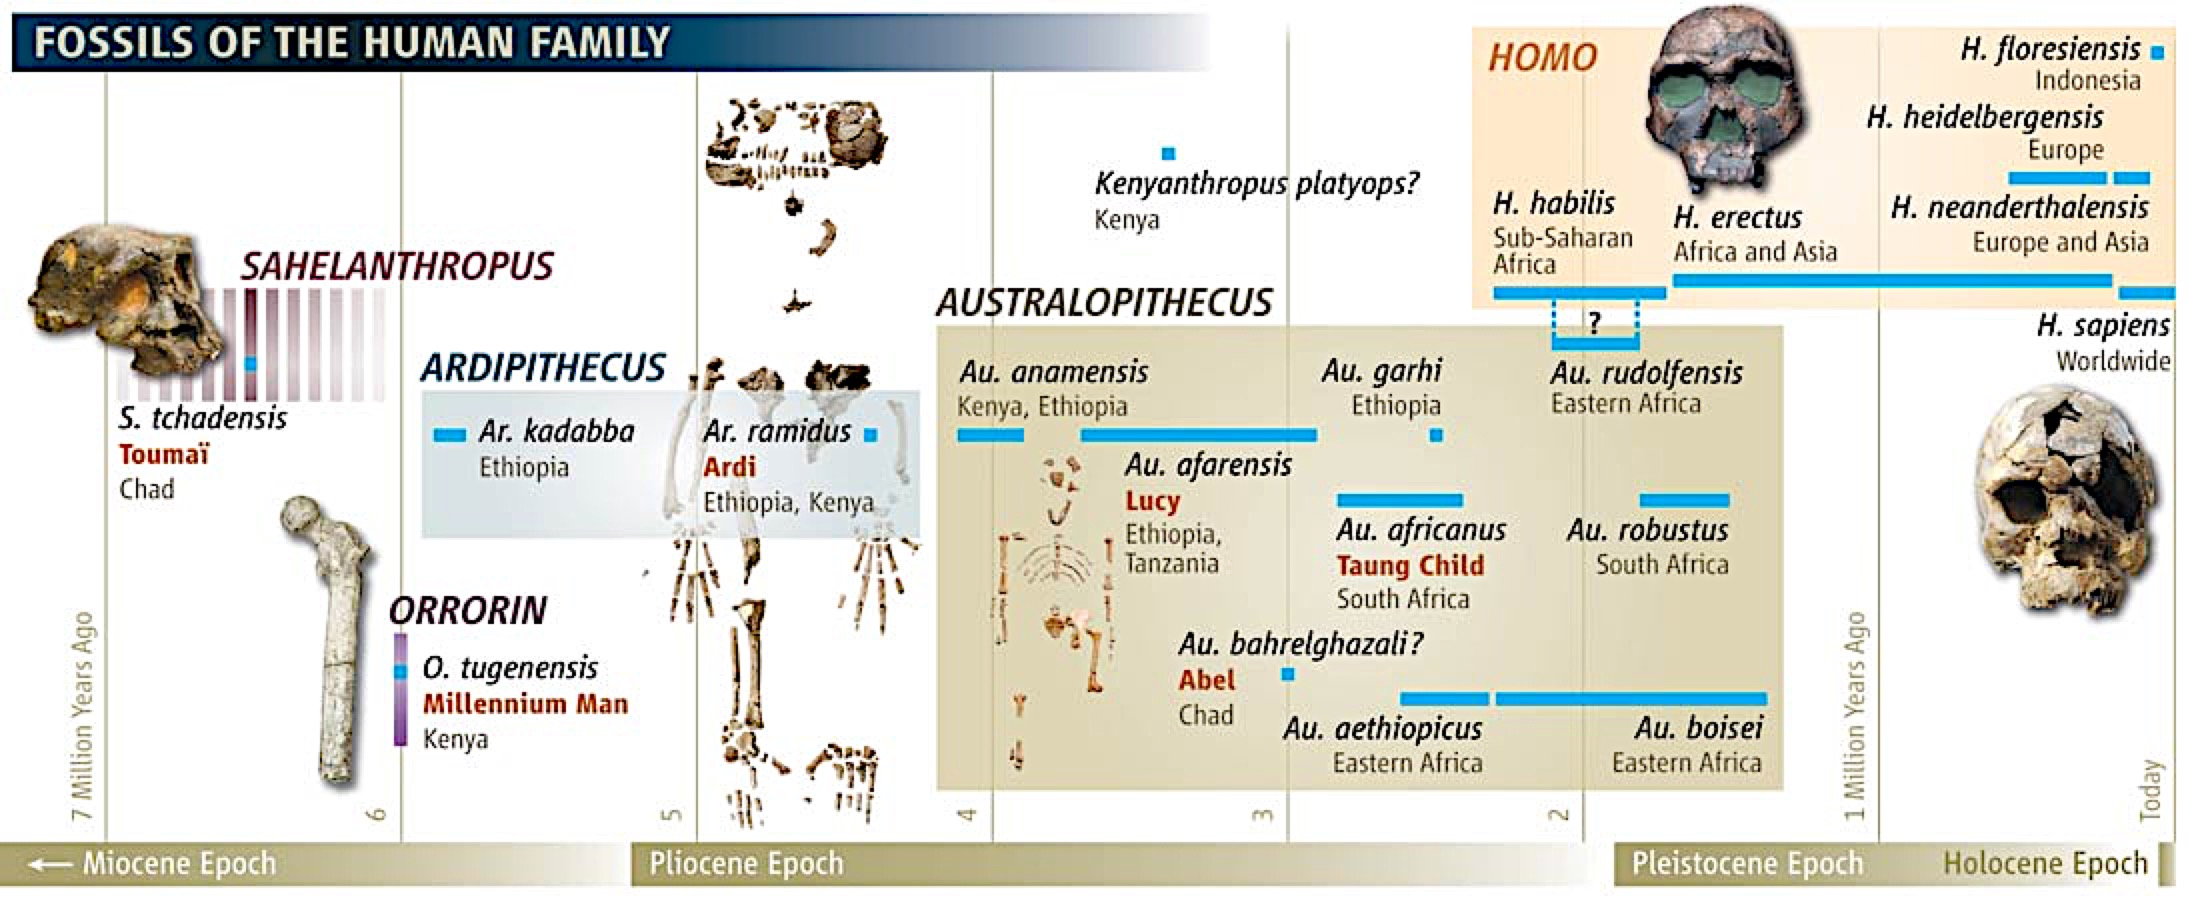 FOSSILS OF THE HUMAN FAMILY
HOMO
H. floresiensis
Indonesia
H. heidelbergensis
Europe
H. neanderthalensis
Europe and Asia
H. habilis
Sub-Saharan
Africa
H. erectus
Africa and Asia
?
H. sapiens
Worldwide
Kenyanthropus platyops?
Kenya
SAHELANTHROPUS
S. tchadensis
Toumaï
Chad
ARDIPITHECUS
Ar. kadabba
Ethiopia
Ar. ramidus
Ardi
Ethiopia, Kenya
ORRORIN
O. tugenensis
Millennium Man
Kenya
AUSTRALOPITHECUS
Au. anamensis
Kenya, Ethiopia
Au. garhi
Ethiopia
Au. rudolfensis
Eastern Africa
Au. afarensis
Lucy
Ethiopia,
Tanzania
Au. africanus
Taung Child
South Africa
Au. robustus
South Africa
Au. bahrelghazali?
Abel
Chad
Au. aethiopicus
Eastern Africa
Au. boisei
Eastern Africa
7 Million Years Ago
6
5
4
3
2
1 Million Years Ago
Today
← Miocene Epoch
Pliocene Epoch
Pleistocene Epoch
Holocene Epoch